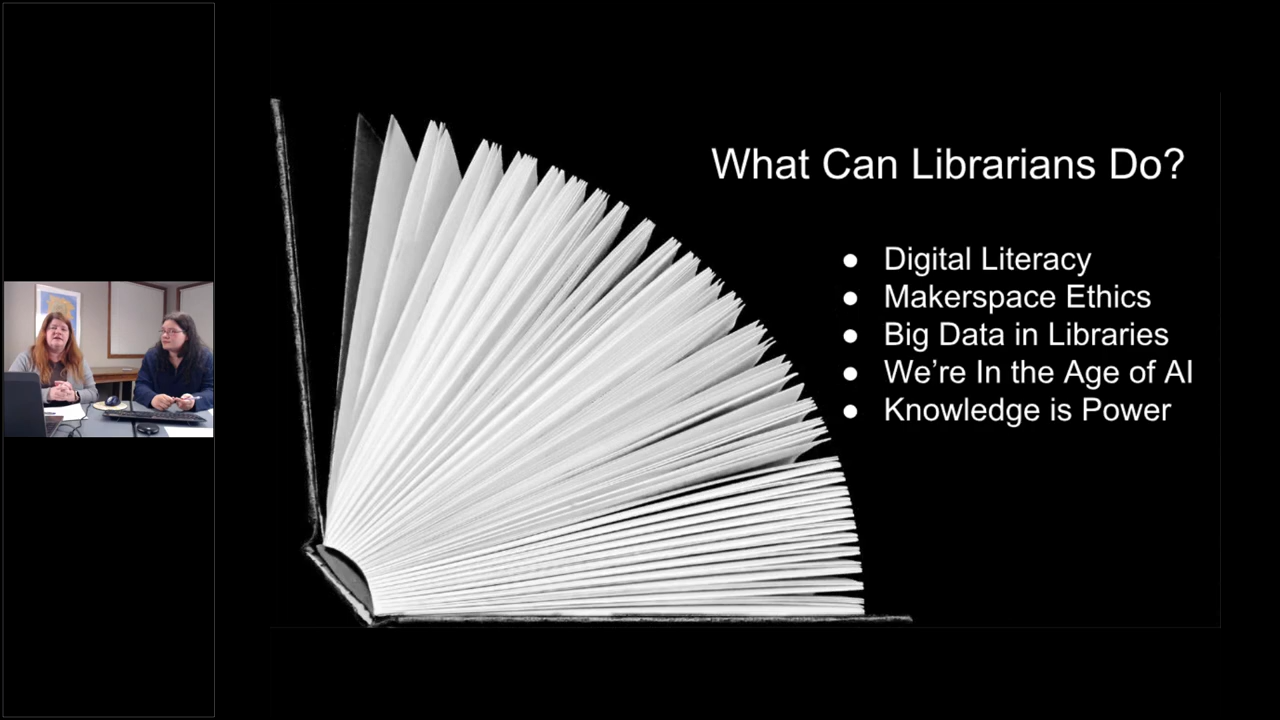 What Can Librarians Do?
● Digital Literacy
● Makerspace Ethics
● Big Data in Libraries
● We’re In the Age of AI
● Knowledge is Power